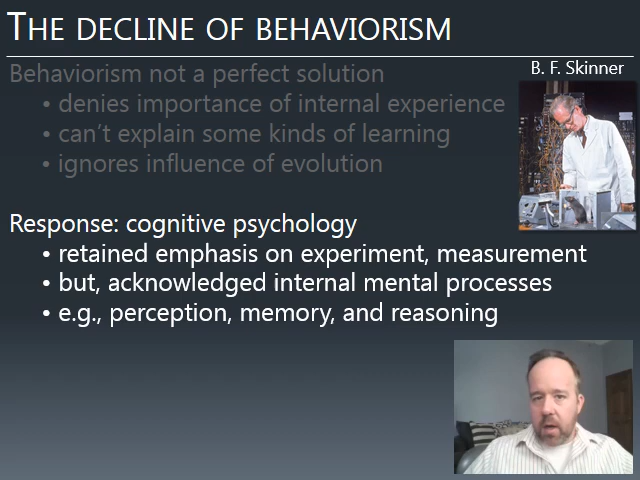 THE DECLINE OF BEHAVIORISM
B. F. Skinner
Behaviorism not a perfect solution
• denies importance of internal experience
• can't explain some kinds of learning
• ignores influence of evolution
Response: cognitive psychology
• retained emphasis on experiment, measurement
• but, acknowledged internal mental processes
• e.g., perception, memory, and reasoning